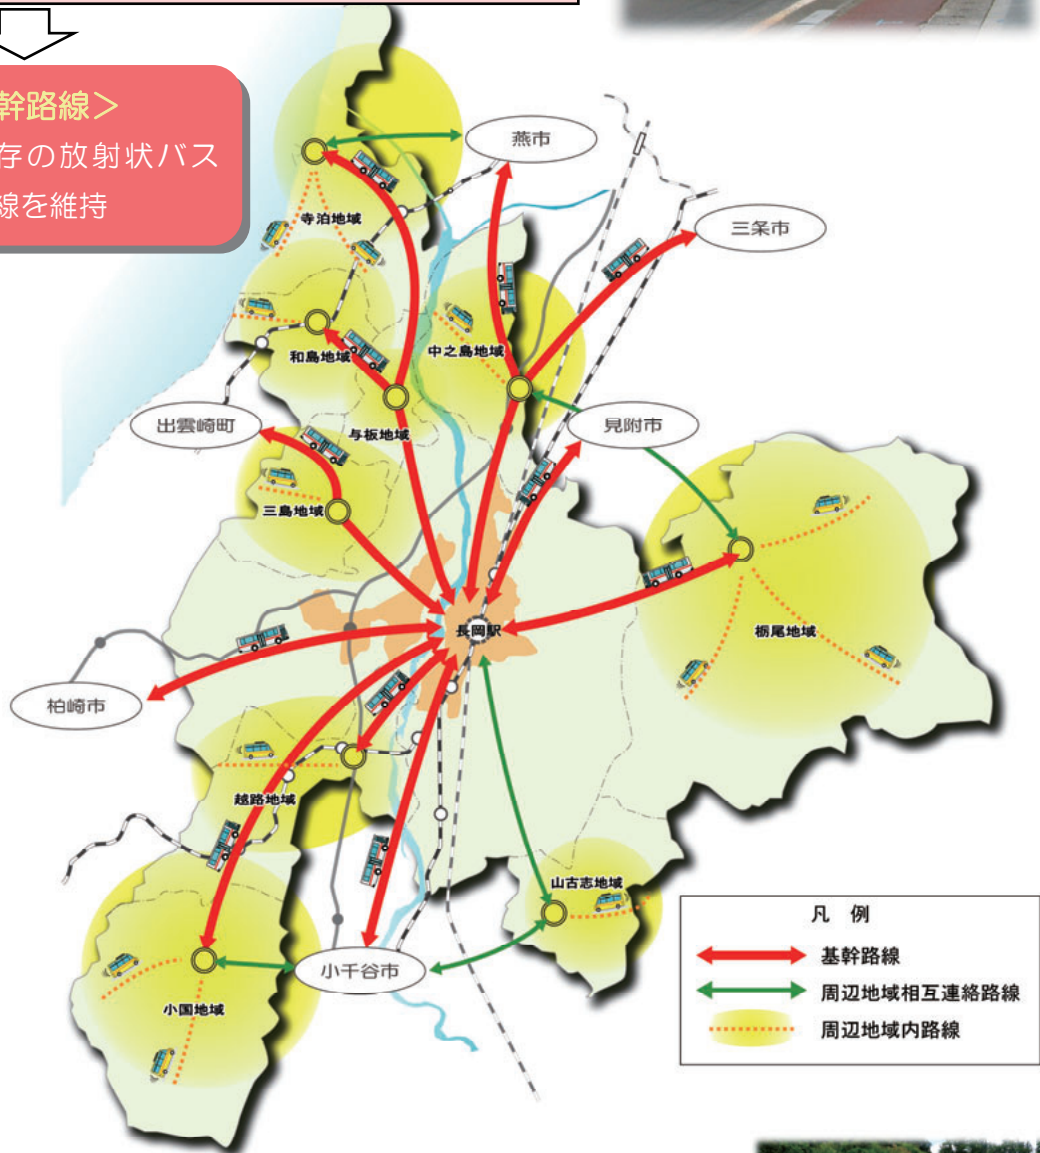 幹路線＞
存の放射状バス
線を維持
燕市
三条市
寺泊地域
和島地域
中之島地域
出雲崎町
与板地域
見附市
三島地域
長岡駅
栃尾地域
柏崎市
越路地域
山古志地域
小千谷市
小国地域
凡 例
基幹路線
周辺地域相互連絡路線
周辺地域内路線